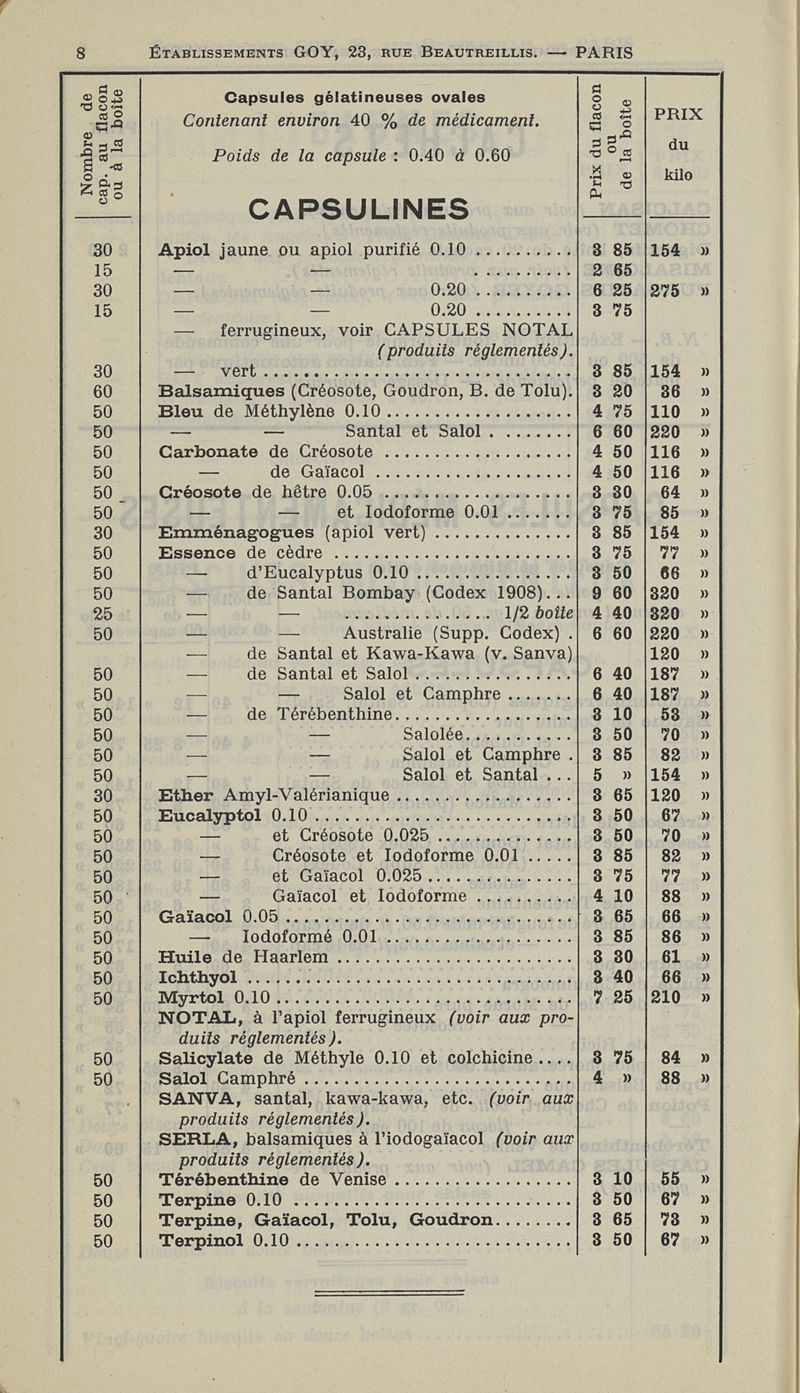 8 ÉTABLISSEMENTS GOY, 23, RUE BEAUTREILLIS. — PARIS
Nombre de
cap. au flacon
ou à la boîte
Capsules gélatineuses ovales
Contenant environ 40 % de médicament.
Poids de la capsule : 0.40 à 0.60
CAPSULINES
Prix du flacon
ou
de la boîte
PRIX
du
kilo
30 Apiol jaune ou apiol purifié 0.10 .......... 3 85 154 »
15 — — .......... 2 65
30 — — 0.20 .......... 6 25 275 »
15 — — 0.20 .......... 3 75
— ferrugineux, voir CAPSULES NOTAL
(produits réglementés).
30 — vert .............................. 3 85 154 »
60 Balsamiques (Créosote, Goudron, B. de Tolu). 3 20 36 »
50 Bleu de Méthylène 0.10 ................... 4 75 110 »
50 — — Santal et Salol ......... 6 60 220 »
50 Carbonate de Créosote ................... 4 50 116 »
50 — de Gaïacol .................... 4 50 116 »
50 Créosote de hêtre 0.05 ................... 3 30 64 »
50 — — et Iodoforme 0.01 ....... 3 75 85 »
30 Emménagogues (apiol vert) .............. 3 85 154 »
50 Essence de cèdre ........................ 3 75 77 »
50 — d'Eucalyptus 0.10 ................ 3 50 66 »
50 — de Santal Bombay (Codex 1908)... 9 60 320 »
25 — — ............... 1/2 boîte 4 40 320 »
50 — — Australie (Supp. Codex) . 6 60 220 »
— de Santal et Kawa-Kawa (v. Sanva) 120 »
50 — de Santal et Salol ................ 6 40 187 »
50 — — Salol et Camphre ....... 6 40 187 »
50 — de Térébenthine.................. 3 10 53 »
50 — — Salolée........... 3 50 70 »
50 — — Salol et Camphre . 3 85 82 »
50 — — Salol et Santal ... 5 » 154 »
30 Ether Amyl-Valérianique .................. 3 65 120 »
50 Eucalyptol 0.10 .......................... 3 50 67 »
50 — et Créosote 0.025 .............. 3 50 70 »
50 — Créosote et Iodoforme 0.01 ..... 3 85 82 »
50 — et Gaïacol 0.025 ............... 3 75 77 »
50 — Gaïacol et Iodoforme .......... 4 10 88 »
50 Gaïacol 0.05 ............................. 3 65 66 »
50 — Iodoformé 0.01 ................... 3 85 86 »
50 Huile de Haarlem ........................ 3 30 61 »
50 Ichthyol ................................. 3 40 66 »
50 Myrtol 0.10 .............................. 7 25 210 »
NOTAL, à l'apiol ferrugineux (voir aux pro-
duits réglementés).
50 Salicylate de Méthyle 0.10 et colchicine .... 3 75 84 »
50 Salol Camphré ........................... 4 » 88 »
SANVA, santal, kawa-kawa, etc. (voir aux
produits réglementés).
SERLA, balsamiques à l'iodogaïacol (voir aux
produits réglementés).
50 Térébenthine de Venise .................. 3 10 55 »
50 Terpine 0.10 ............................ 3 50 67 »
50 Terpine, Gaïacol, Tolu, Goudron........ 3 65 73 »
50 Terpinol 0.10 ............................ 3 50 67 »